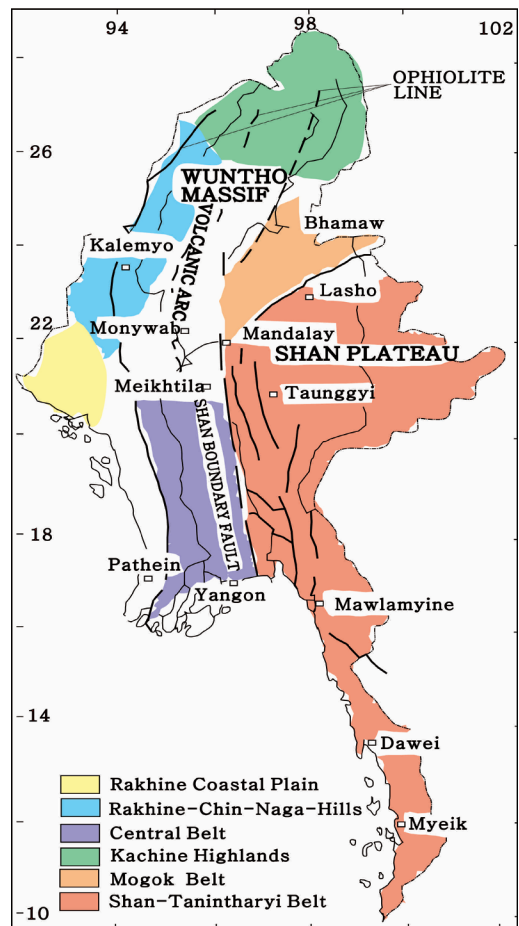 94
98
102
OPHIOLITE
LINE
26
WUNTHO
MASSIF
VOLCANIC ARC
Bhamaw
Kalemyo
Lasho
22
Monywab
Mandalay
SHAN PLATEAU
Meikhtila
Taunggyi
SHAN BOUNDARY FAULT
18
Pathein
Yangon
Mawlamyine
14
Dawei
Rakhine Coastal Plain
Rakhine-Chin-Naga-Hills
Central Belt
Myeik
Kachine Highlands
Mogok Belt
Shan-Tanintharyi Belt
10